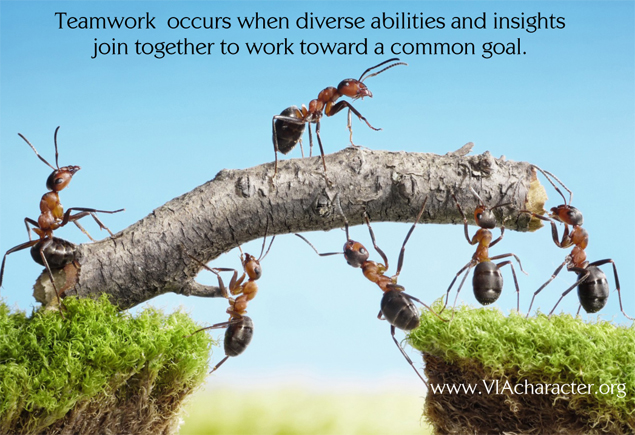 Teamwork occurs when diverse abilities and insights
join together to work toward a common goal.
www.VIAcharacter.org